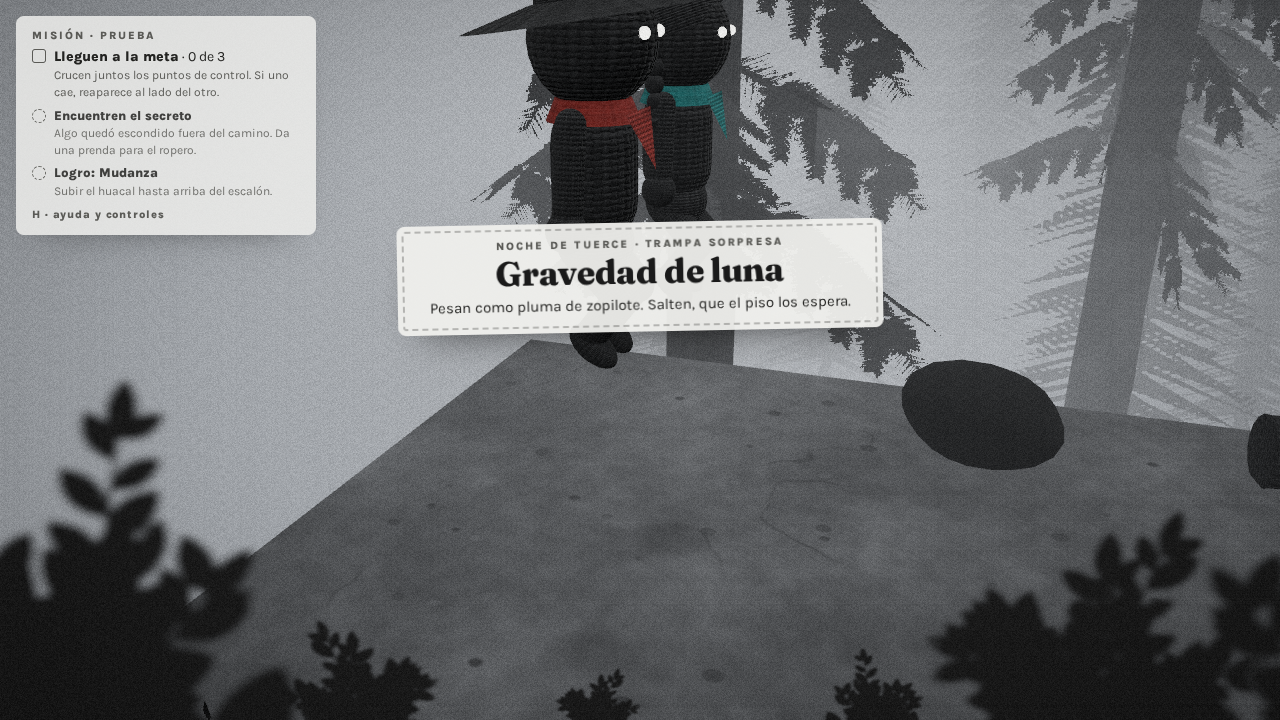 MISIÓN · PRUEBA
Lleguen a la meta · 0 de 3
Crucen juntos los puntos de control. Si uno
cae, reaparece al lado del otro.
Encuentren el secreto
Algo quedó escondido fuera del camino. Da
una prenda para el ropero.
Logro: Mudanza
Subir el huacal hasta arriba del escalón.
H · ayuda y controles
NOCHE DE TUERCE · TRAMPA SORPRESA
Gravedad de luna
Pesan como pluma de zopilote. Salten, que el piso los espera.